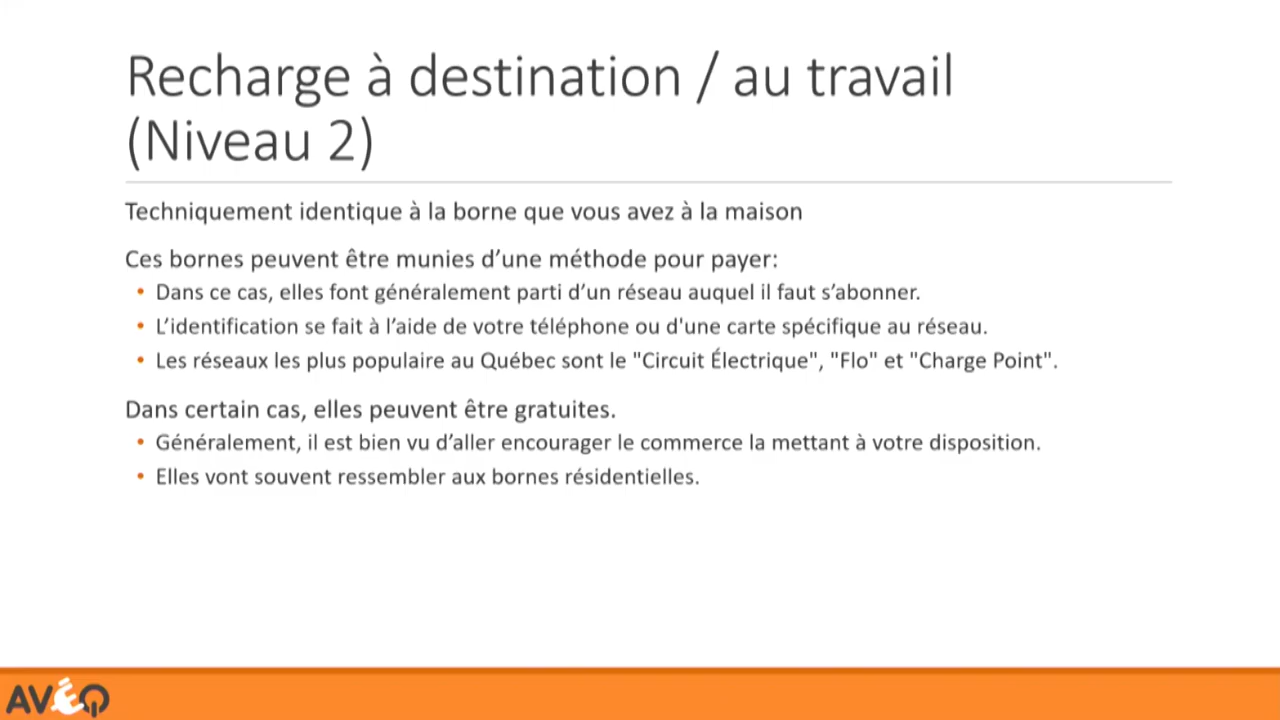 Recharge à destination / au travail
(Niveau 2)
Techniquement identique à la borne que vous avez à la maison
Ces bornes peuvent être munies d’une méthode pour payer:
• Dans ce cas, elles font généralement parti d’un réseau auquel il faut s’abonner.
• L’identification se fait à l’aide de votre téléphone ou d'une carte spécifique au réseau.
• Les réseaux les plus populaire au Québec sont le "Circuit Électrique", "Flo" et "Charge Point".
Dans certain cas, elles peuvent être gratuites.
• Généralement, il est bien vu d’aller encourager le commerce la mettant à votre disposition.
• Elles vont souvent ressembler aux bornes résidentielles.
AVÉQ